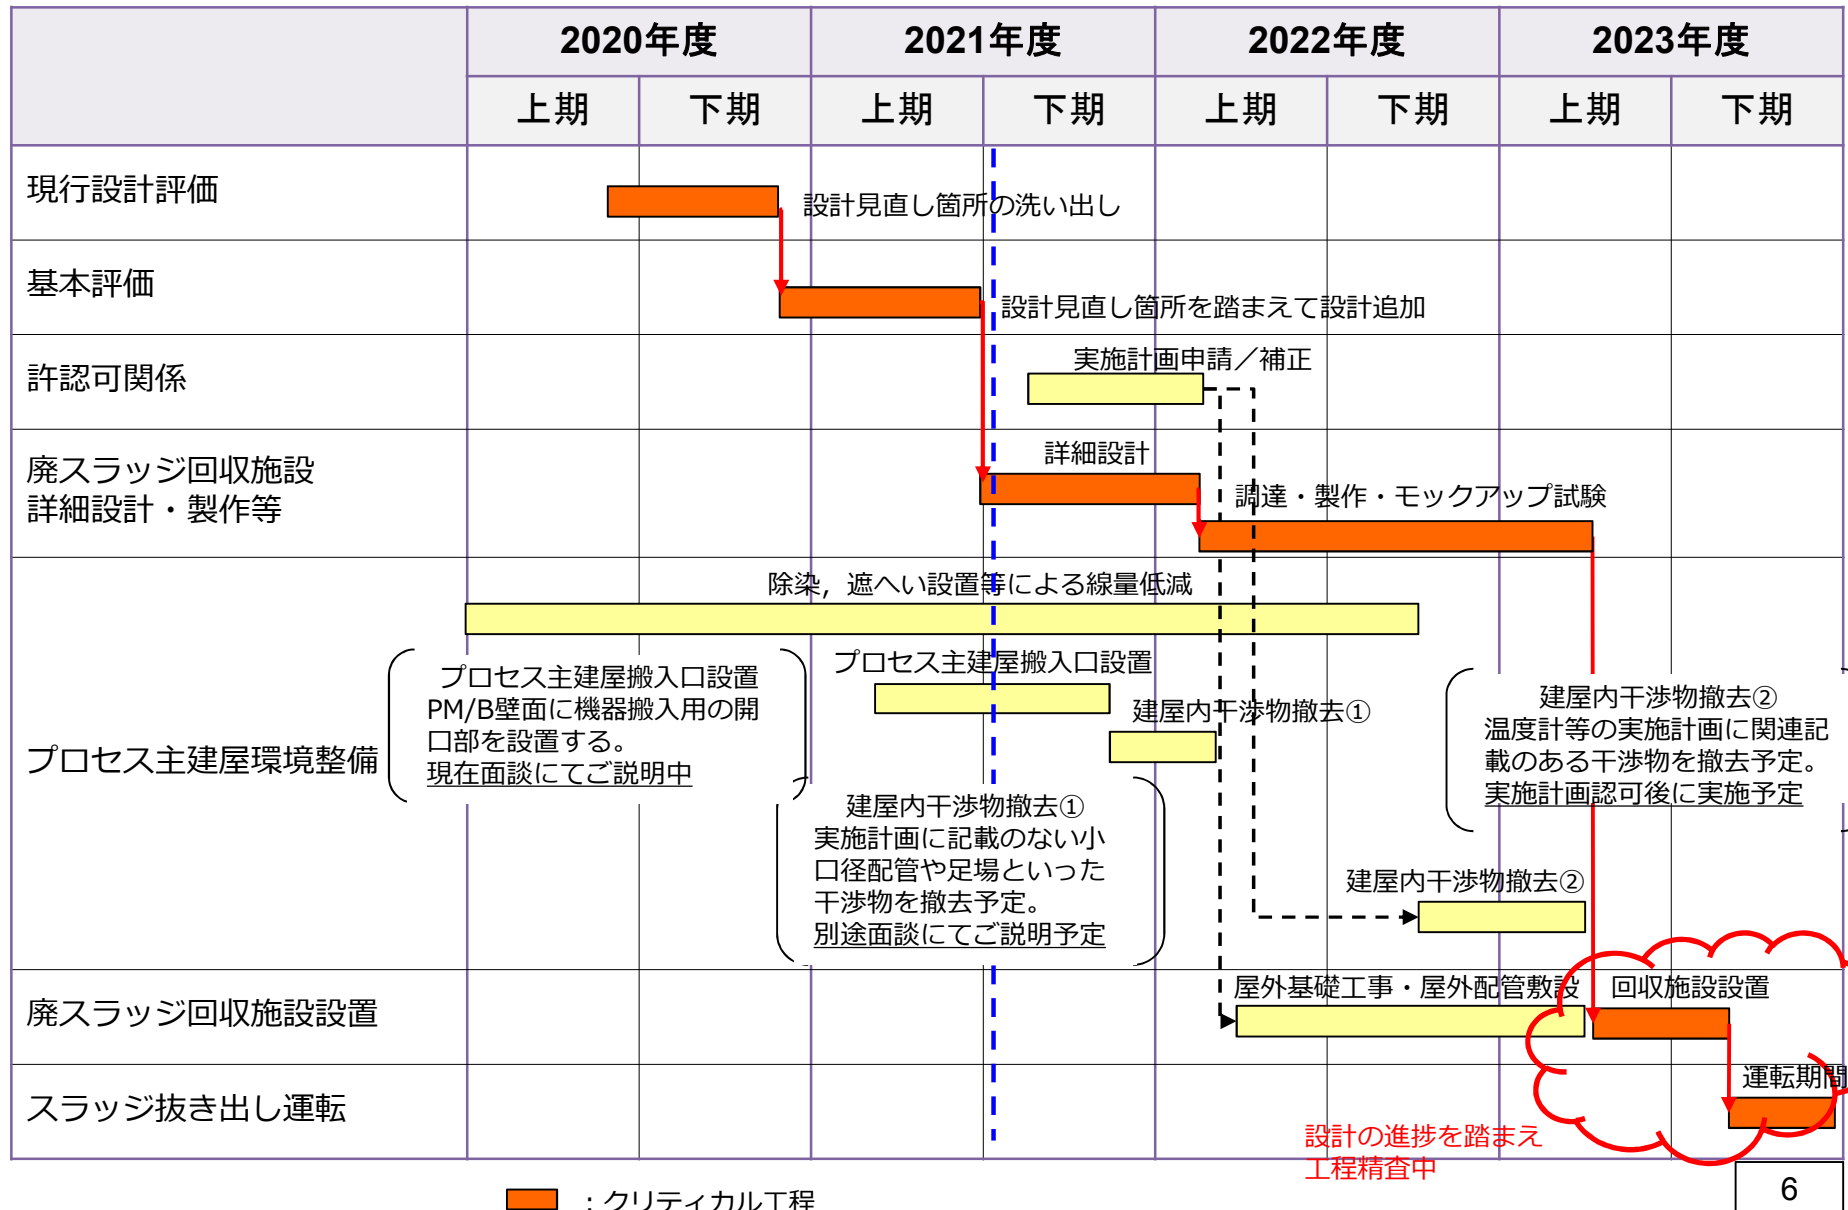 2020年度
2021年度
2022年度
2023年度
上期
下期
上期
下期
上期
下期
上期
下期
現行設計評価
設計見直し箇所の洗い出し
基本評価
設計見直し箇所を踏まえて設計追加
許認可関係
実施計画申請／補正
廃スラッジ回収施設
詳細設計・製作等
詳細設計
調達・製作・モックアップ試験
プロセス主建屋環境整備
除染，遮へい設置等による線量低減
プロセス主建屋搬入口設置
PM/B壁面に機器搬入用の開
口部を設置する。
現在面談にてご説明中
プロセス主建屋搬入口設置
建屋内干渉物撤去①
建屋内干渉物撤去①
実施計画に記載のない小
口径配管や足場といった
干渉物を撤去予定。
別途面談にてご説明予定
建屋内干渉物撤去②
温度計等の実施計画に関連記
載のある干渉物を撤去予定。
実施計画認可後に実施予定
建屋内干渉物撤去②
廃スラッジ回収施設設置
屋外基礎工事・屋外配管敷設
回収施設設置
スラッジ抜き出し運転
運転期間
設計の進捗を踏まえ
工程精査中
：クリティカル工程
6